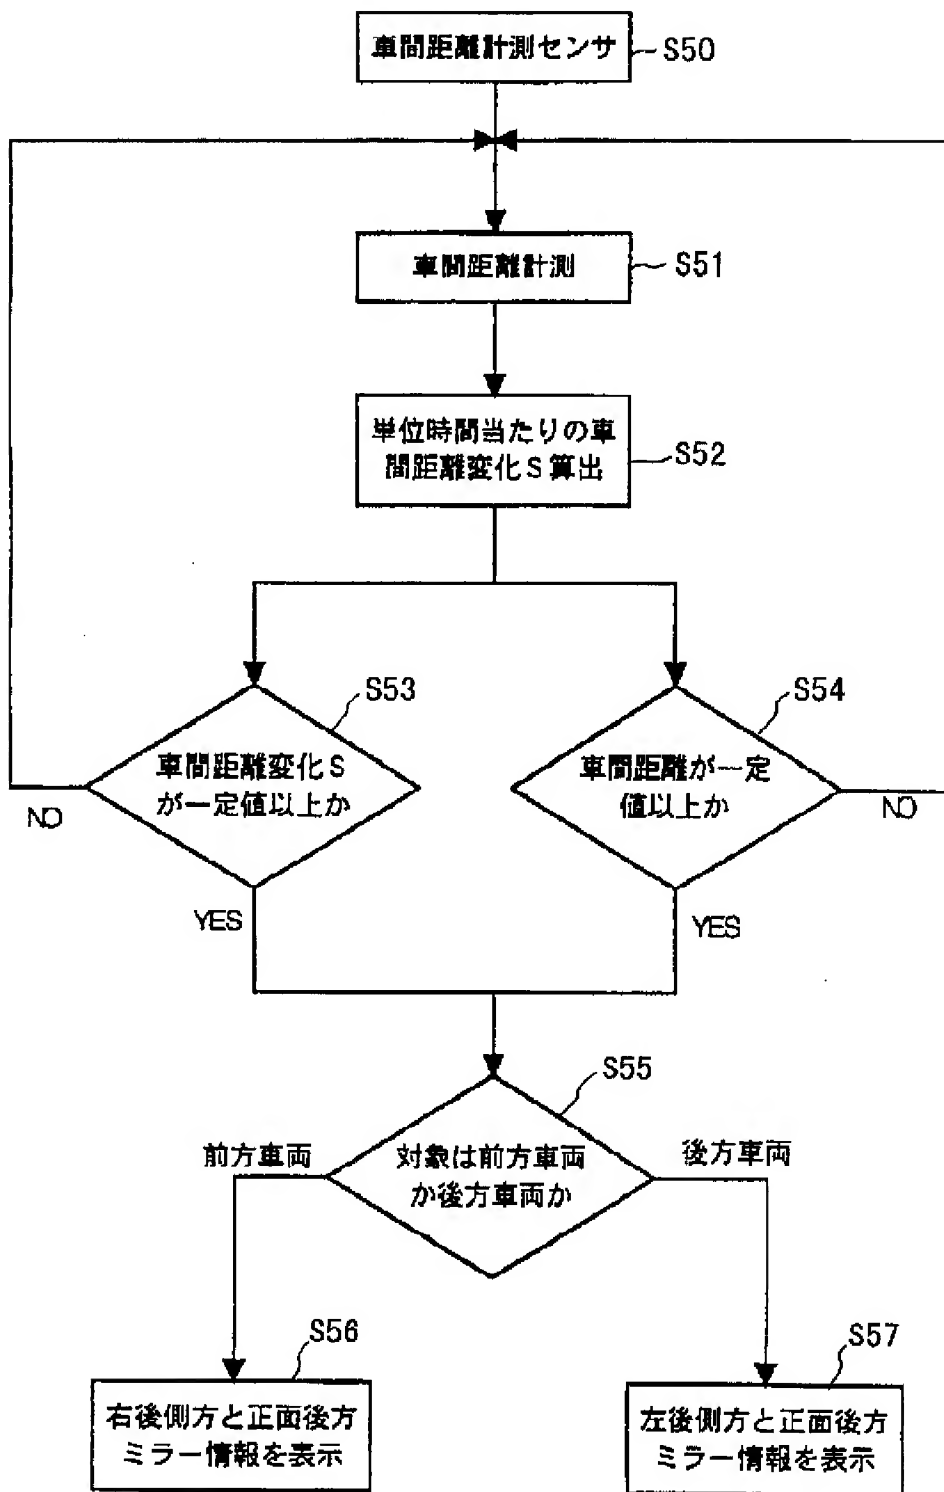 車間距離計測センサ
S50
車間距離計測
S51
単位時間当たりの車
間距離変化S算出
S52
S53
車間距離変化S
が一定値以上か
NO
YES
S54
車間距離が一定
値以上か
NO
YES
S55
対象は前方車両
か後方車両か
前方車両
後方車両
S56
右後側方と正面後方
ミラー情報を表示
S57
左後側方と正面後方
ミラー情報を表示